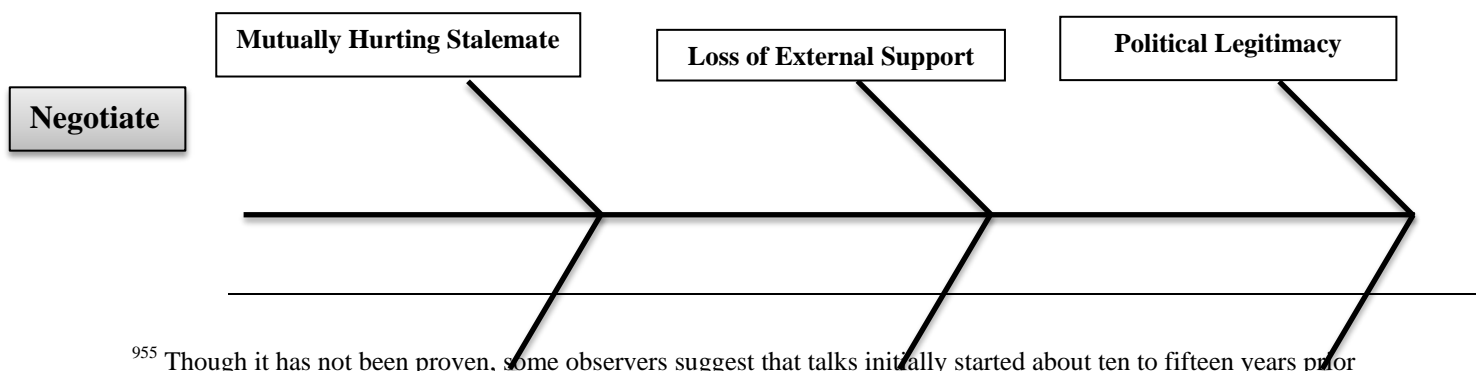 Mutually Hurting Stalemate
Loss of External Support
Political Legitimacy
Negotiate
955 Though it has not been proven, some observers suggest that talks initially started about ten to fifteen years prior